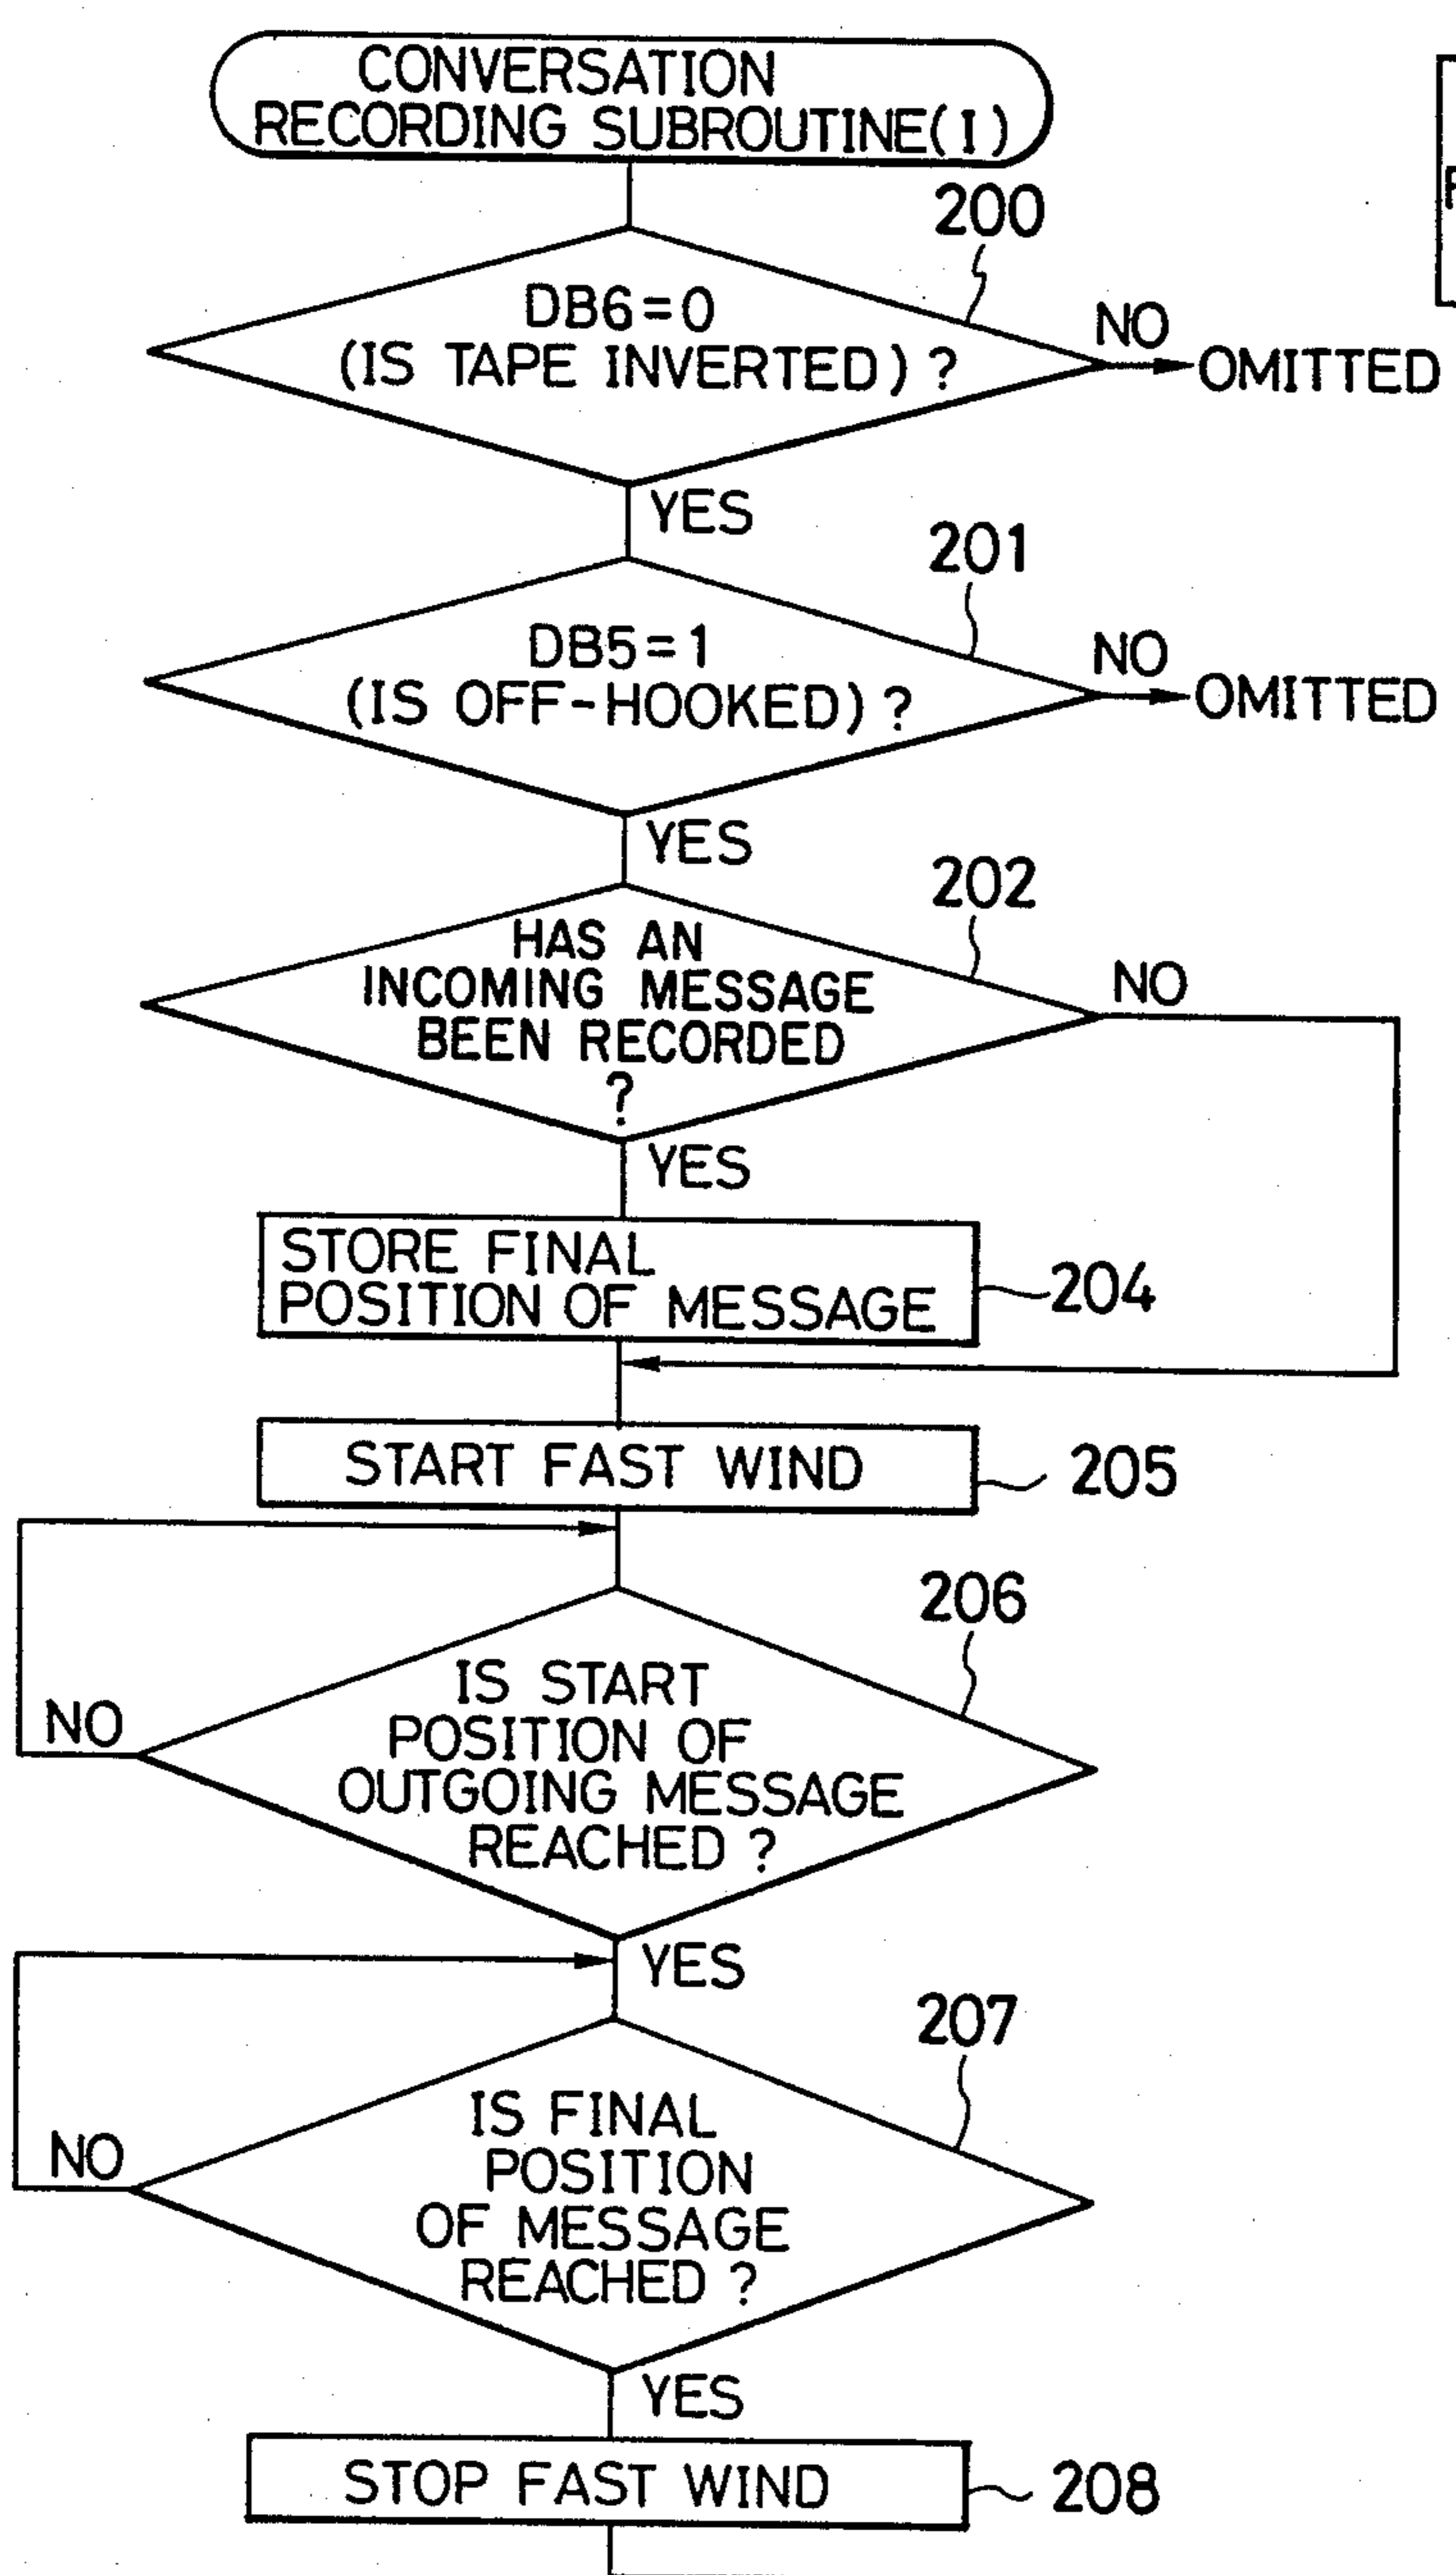 CONVERSATION
RECORDING SUBROUTINE(I)
200
DB6=0
(IS TAPE INVERTED)?
NO
OMITTED
YES
201
DB5=1
(IS OFF-HOOKED)?
NO
OMITTED
YES
202
HAS AN
INCOMING MESSAGE
BEEN RECORDED
?
NO
YES
STORE FINAL
POSITION OF MESSAGE
204
START FAST WIND
205
206
IS START
POSITION OF
OUTGOING MESSAGE
REACHED ?
NO
YES
207
IS FINAL
POSITION
OF MESSAGE
REACHED ?
NO
YES
STOP FAST WIND
208